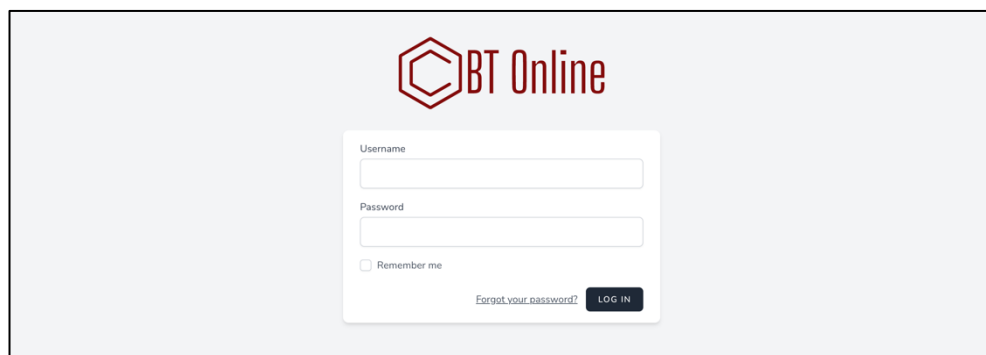 CBT Online
Username
Password
Remember me
Forgot your password? LOG IN